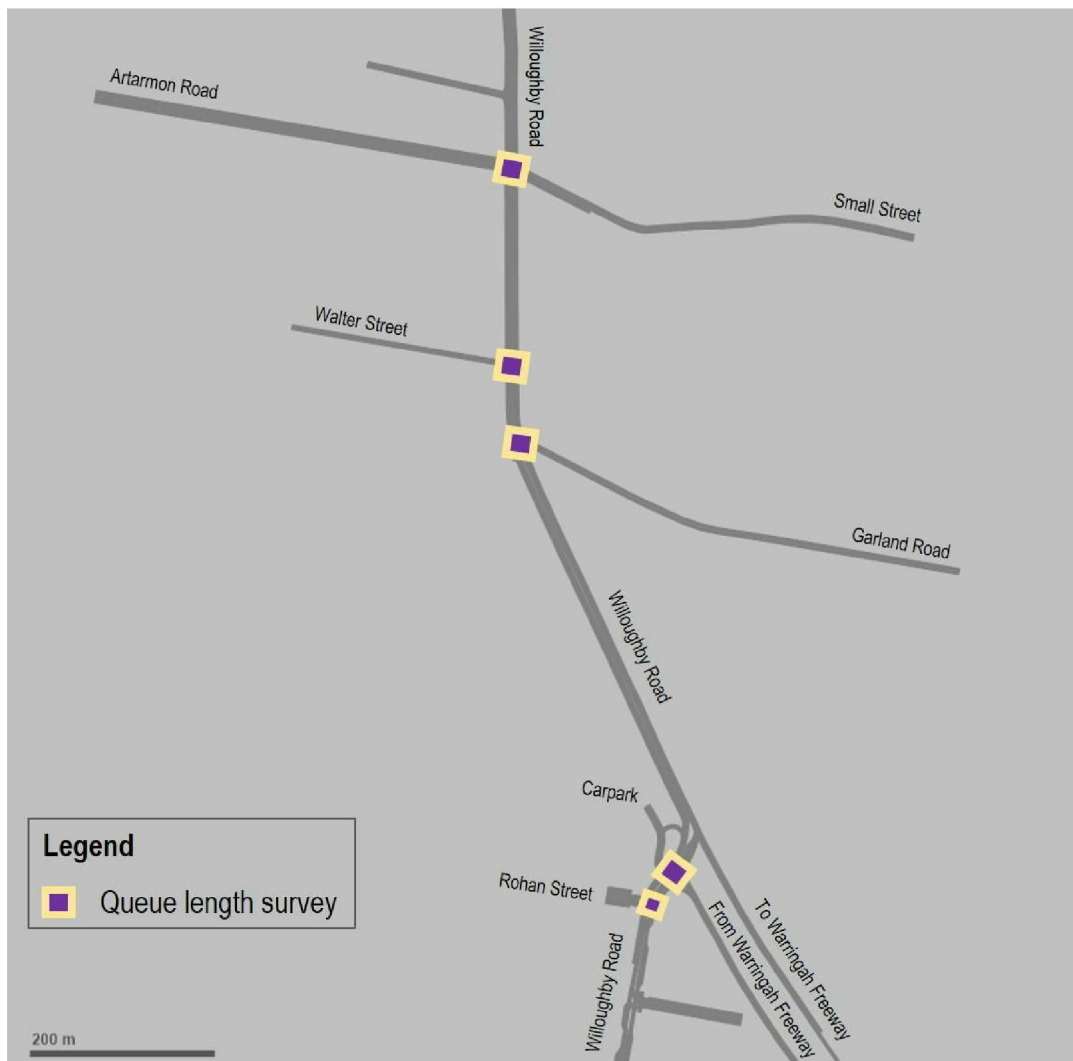 Willoughby Road
Artarmon Road
Small Street
Walter Street
Garland Road
Willoughby Road
Carpark
Rohan Street
To Warringah Freeway
From Warringah Freeway
Willoughby Road
Legend
Queue length survey
200 m